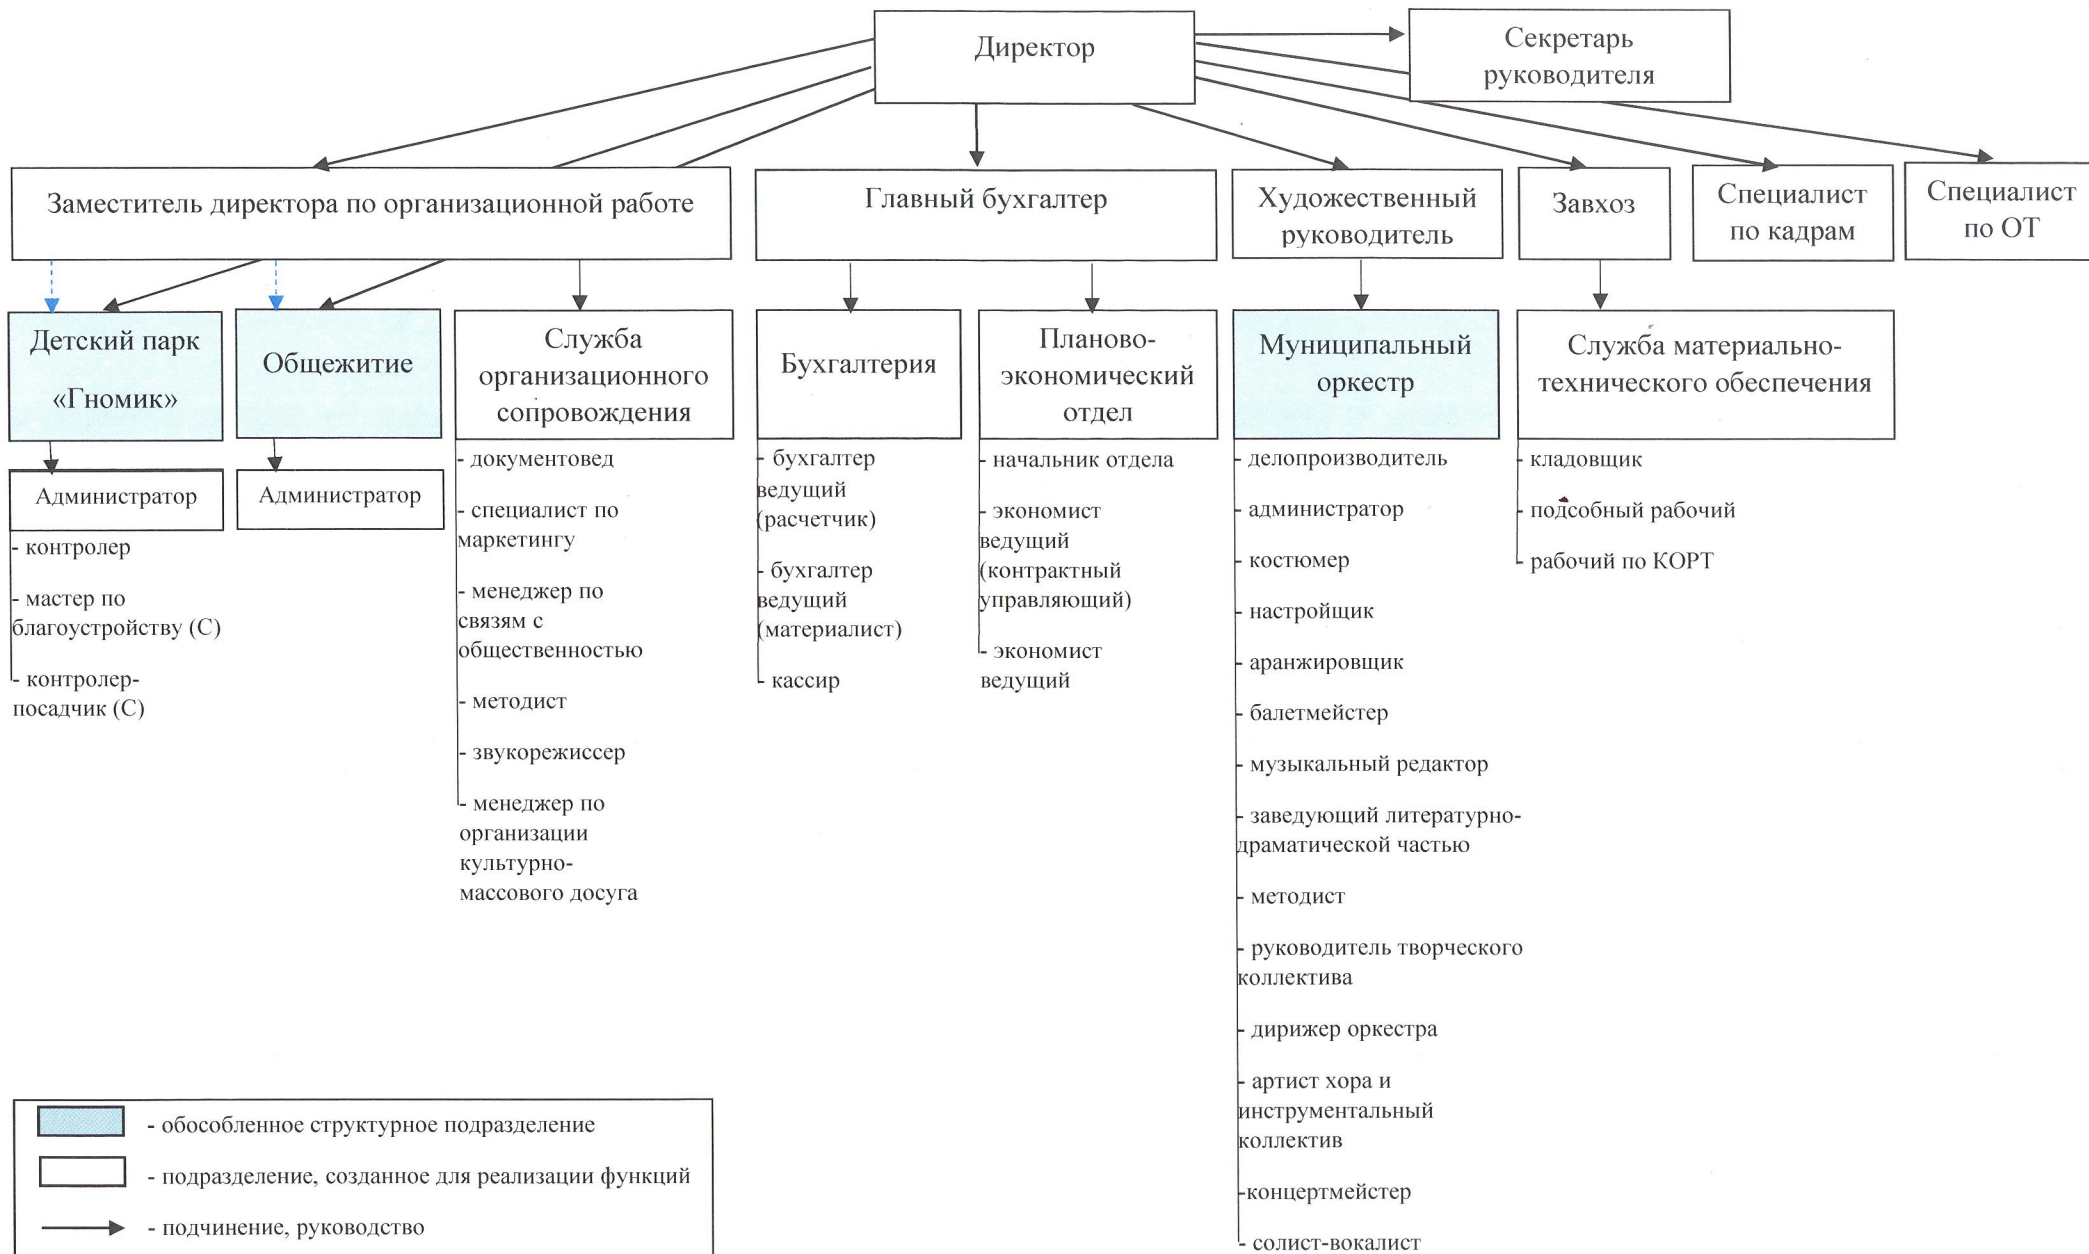 Директор
Секретарь
руководителя
Заместитель директора по организационной работе
Главный бухгалтер
Художественный
руководитель
Завхоз
Специалист
по кадрам
Специалист
по ОТ
Детский парк
«Гномик»
Общежитие
Служба
организационного
сопровождения
Бухгалтерия
Планово-
экономический
отдел
Муниципальный
оркестр
Служба материально-
технического обеспечения
Администратор
- контролер
- мастер по
благоустройству (С)
- контролер-
посадчик (С)
Администратор
- документовед
- специалист по
маркетингу
- менеджер по
связям с
общественностью
- методист
- звукорежиссер
- менеджер по
организации
культурно-
массового досуга
- бухгалтер
ведущий
(расчетчик)
- бухгалтер
ведущий
(материалист)
- кассир
- начальник отдела
- экономист
ведущий
(контрактный
управляющий)
- экономист
ведущий
- делопроизводитель
- администратор
- костюмер
- настройщик
- аранжировщик
- балетмейстер
- музыкальный редактор
- заведующий литературно-
драматической частью
- методист
- руководитель творческого
коллектива
- дирижер оркестра
- артист хора и
инструментальный
коллектив
-концертмейстер
- солист-вокалист
- кладовщик
- подсобный рабочий
- рабочий по КОРТ
- обособленное структурное подразделение
- подразделение, созданное для реализации функций
- подчинение, руководство